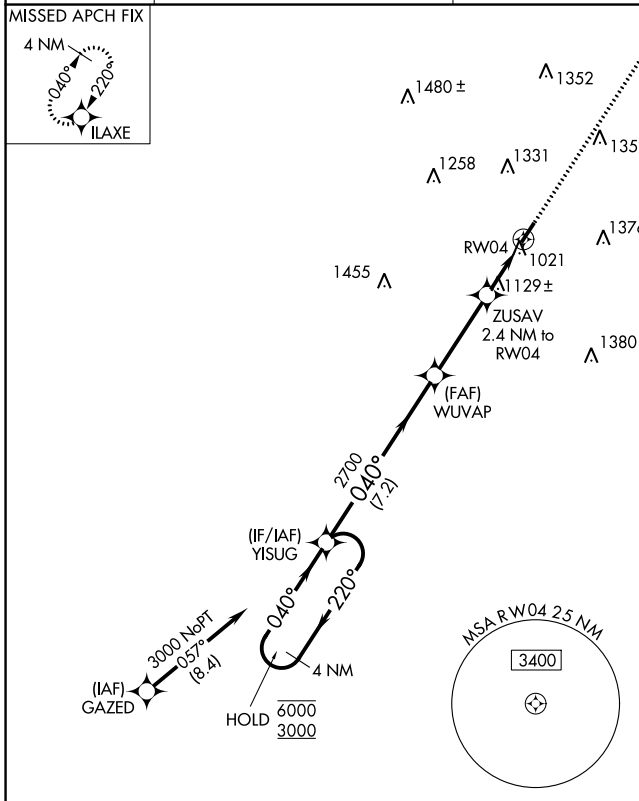 MISSED APCH FIX
4 NM
040°
220°
ILAXE
1480 ±
1352
1258
1331
RW04
1021
1455
1129 ±
ZUSAV
2.4 NM to
RW04
1380
(FAF)
WUVAP
2700
040°
(7.2)
(IF/IAF)
YISUG
040°
220°
3000 NoPT
057°
(8.4)
4 NM
(IAF)
GAZED
HOLD
6000
3000
MSA RW04 25 NM
3400